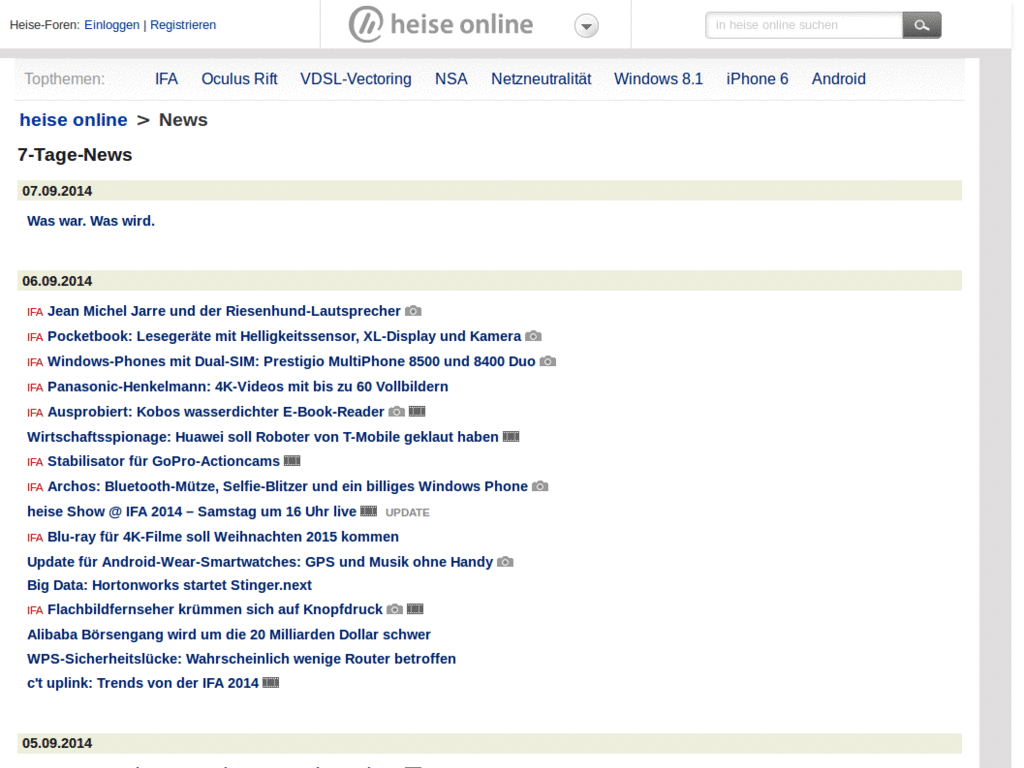 Heise-Foren: Einloggen | Registrieren
heise online
in heise online suchen
Topthemen: IFA Oculus Rift VDSL-Vectoring NSA Netzneutralität Windows 8.1 iPhone 6 Android
heise online > News
7-Tage-News
07.09.2014
Was war. Was wird.
06.09.2014
IFA Jean Michel Jarre und der Riesenhund-Lautsprecher
IFA Pocketbook: Lesegeräte mit Helligkeitssensor, XL-Display und Kamera
IFA Windows-Phones mit Dual-SIM: Prestigio MultiPhone 8500 und 8400 Duo
IFA Panasonic-Henkelmann: 4K-Videos mit bis zu 60 Vollbildern
IFA Ausprobiert: Kobos wasserdichter E-Book-Reader
Wirtschaftsspionage: Huawei soll Roboter von T-Mobile geklaut haben
IFA Stabilisator für GoPro-Actioncams
IFA Archos: Bluetooth-Mütze, Selfie-Blitzer und ein billiges Windows Phone
heise Show @ IFA 2014 – Samstag um 16 Uhr live UPDATE
IFA Blu-ray für 4K-Filme soll Weihnachten 2015 kommen
Update für Android-Wear-Smartwatches: GPS und Musik ohne Handy
Big Data: Hortonworks startet Stinger.next
IFA Flachbildfernseher krümmen sich auf Knopfdruck
Alibaba Börsengang wird um die 20 Milliarden Dollar schwer
WPS-Sicherheitslücke: Wahrscheinlich wenige Router betroffen
c't uplink: Trends von der IFA 2014
05.09.2014